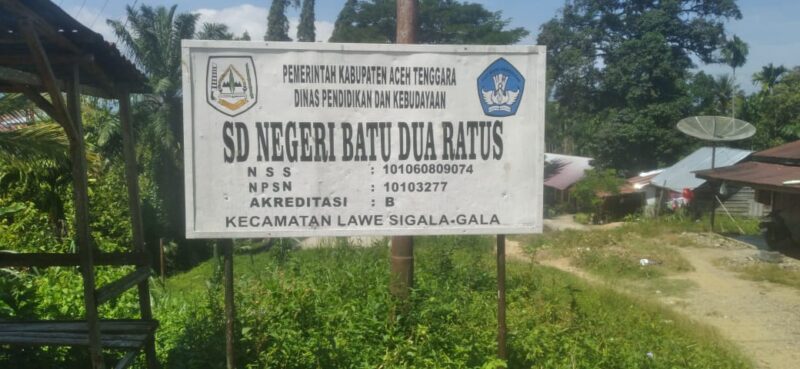 PEMERINTAH KABUPATEN ACEH TENGGARA
DINAS PENDIDIKAN DAN KEBUDAYAAN
SD NEGERI BATU DUA RATUS
N S S : 101060809074
NPSN : 10103277
AKREDITASI : B
KECAMATAN LAWE SIGALA-GALA